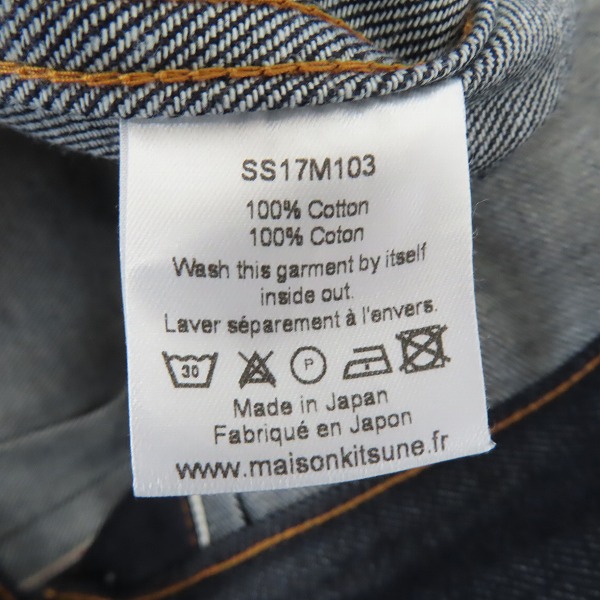 SS17M103
100% Cotton
100% Coton
Wash this garment by itself
inside out.
Laver séparement à l'envers.
30 P
Made in Japan
Fabriqué en Japon
www.maisonkitsune.fr